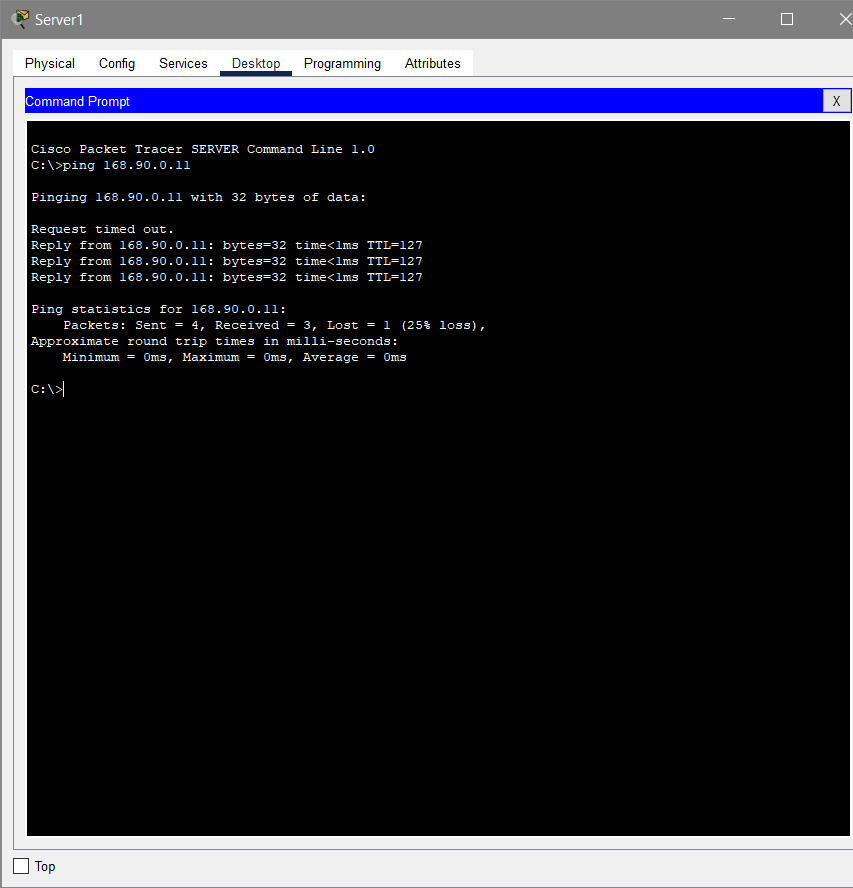 Server1
Physical Config Services Desktop Programming Attributes
Command Prompt
X
Cisco Packet Tracer SERVER Command Line 1.0
C:\>ping 168.90.0.11
Pinging 168.90.0.11 with 32 bytes of data:
Request timed out.
Reply from 168.90.0.11: bytes=32 time<1ms TTL=127
Reply from 168.90.0.11: bytes=32 time<1ms TTL=127
Reply from 168.90.0.11: bytes=32 time<1ms TTL=127
Ping statistics for 168.90.0.11:
Packets: Sent = 4, Received = 3, Lost = 1 (25% loss),
Approximate round trip times in milli-seconds:
Minimum = 0ms, Maximum = 0ms, Average = 0ms
C:\>
Top